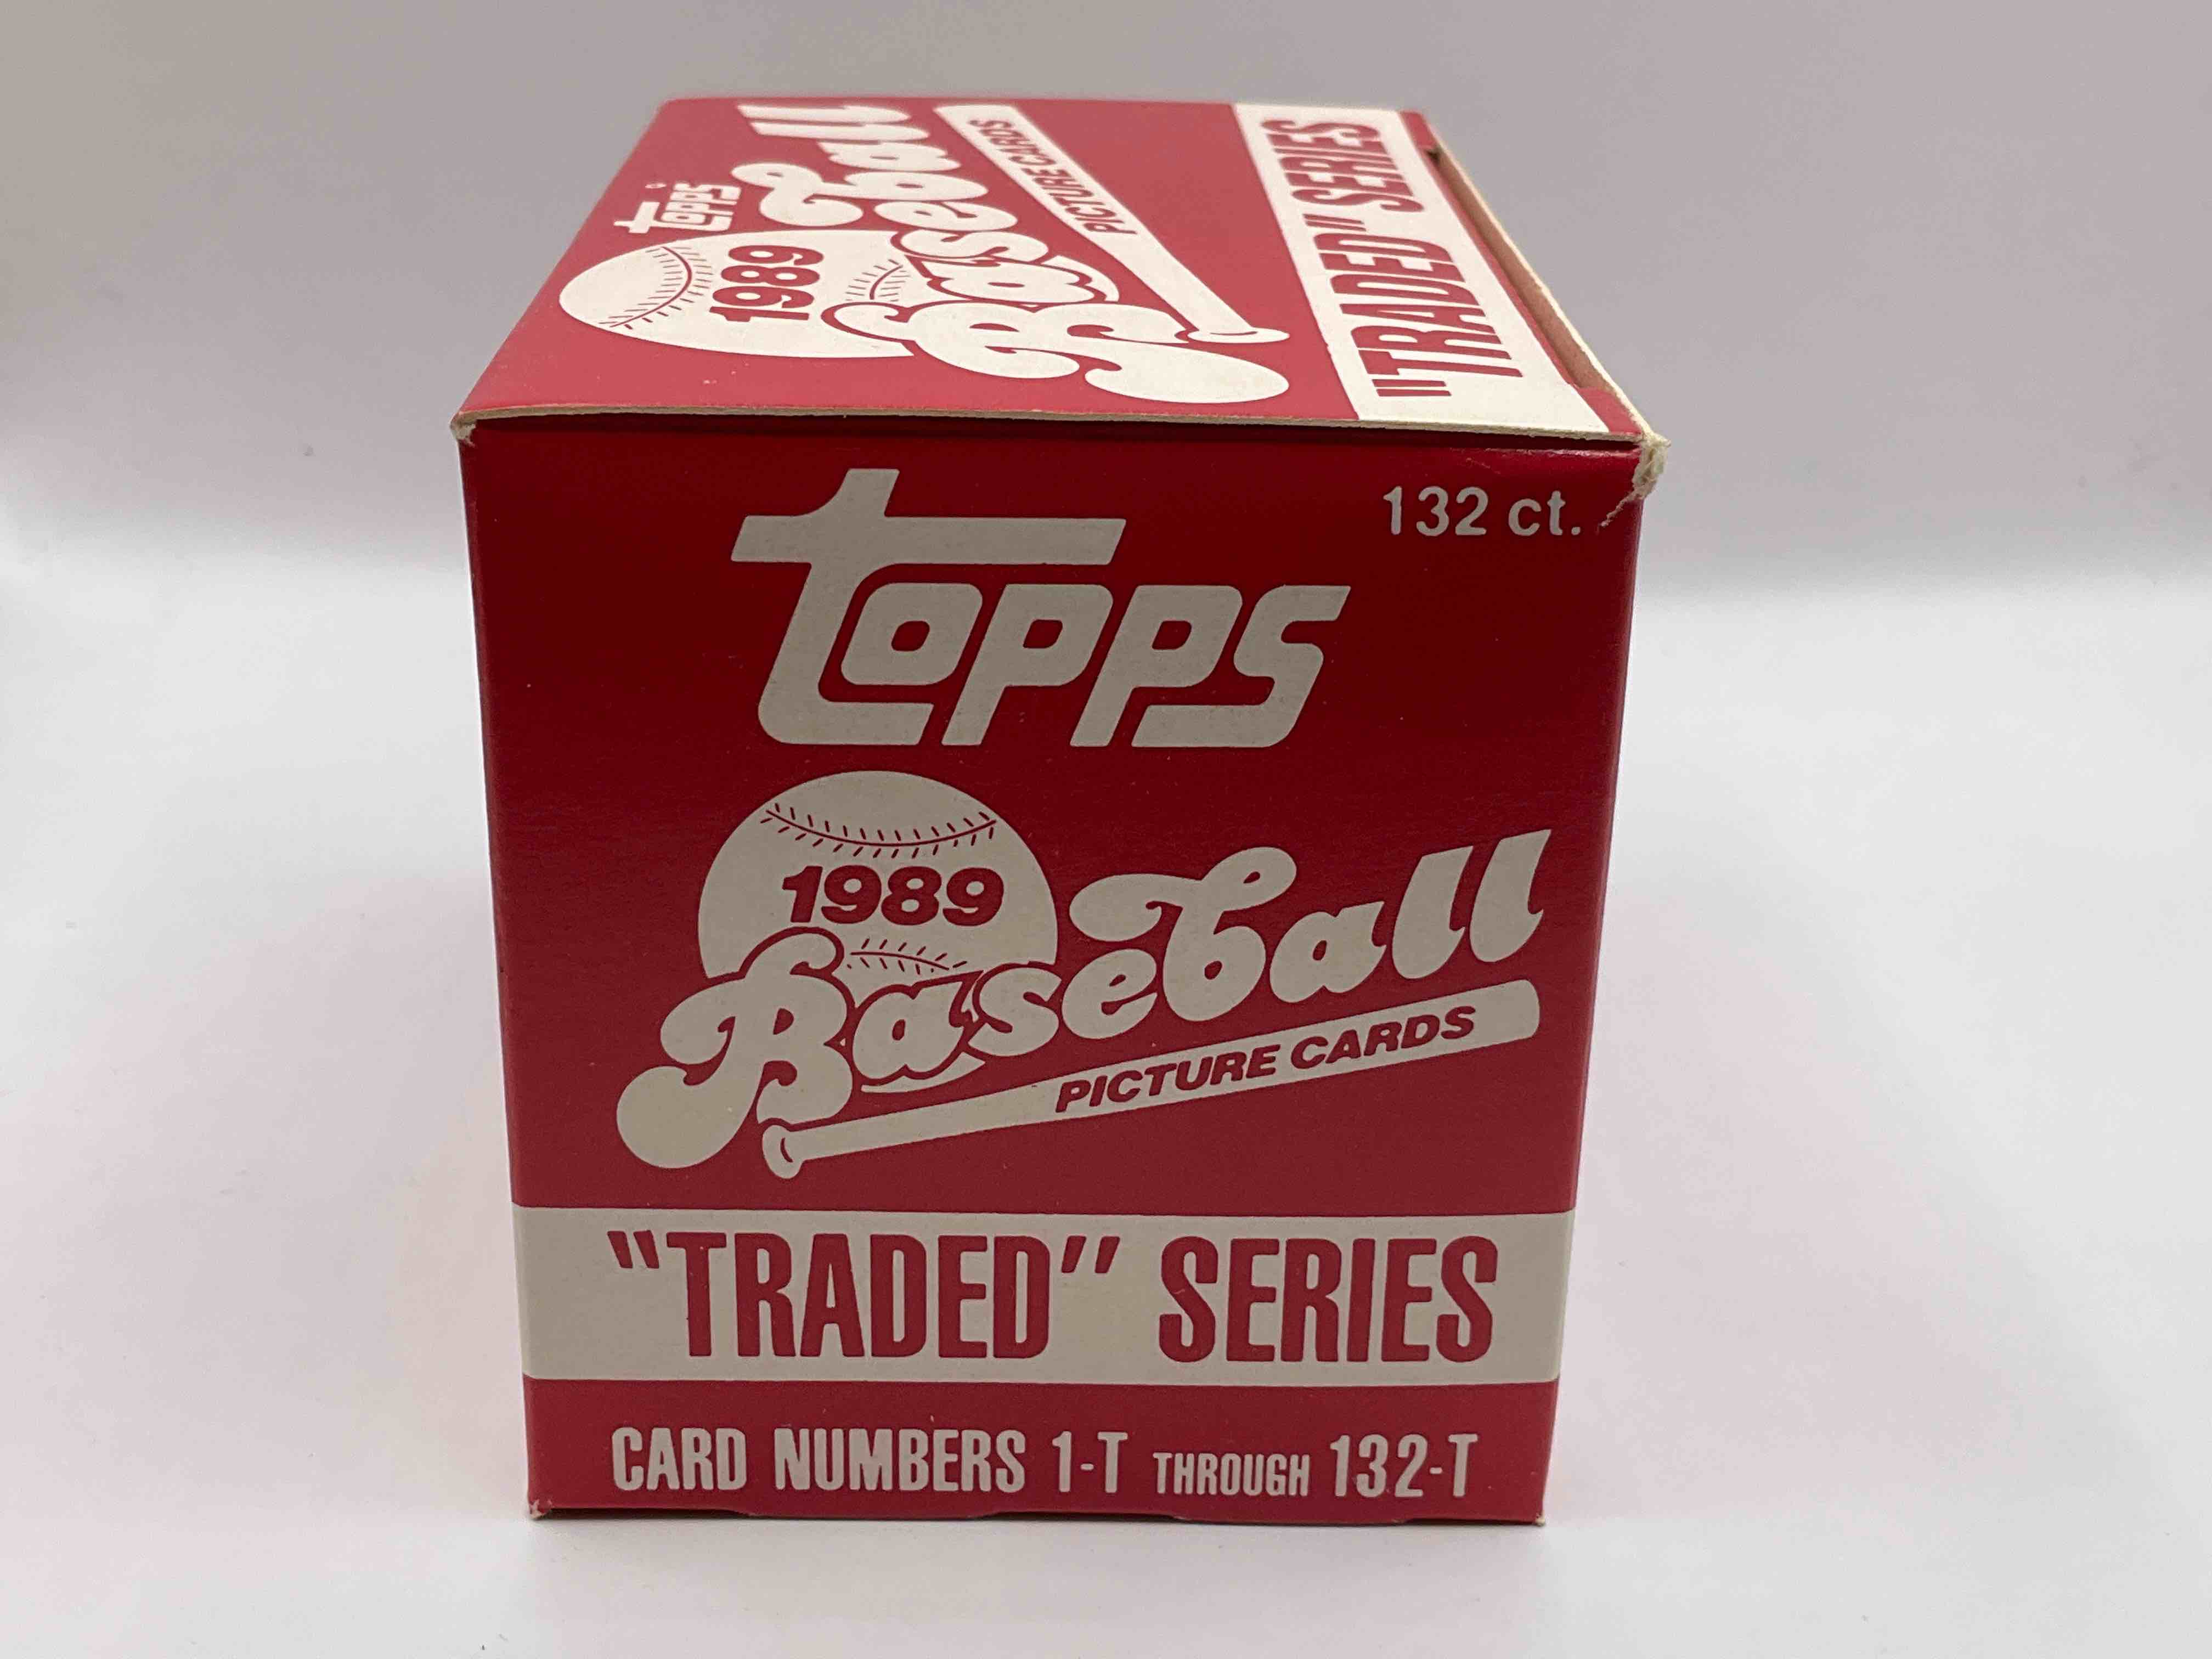 topps
1989
Baseball
PICTURE CARDS
"TRADED" SERIES
132 ct.
topps
1989
Baseball
PICTURE CARDS
"TRADED" SERIES
CARD NUMBERS 1-T THROUGH 132-T